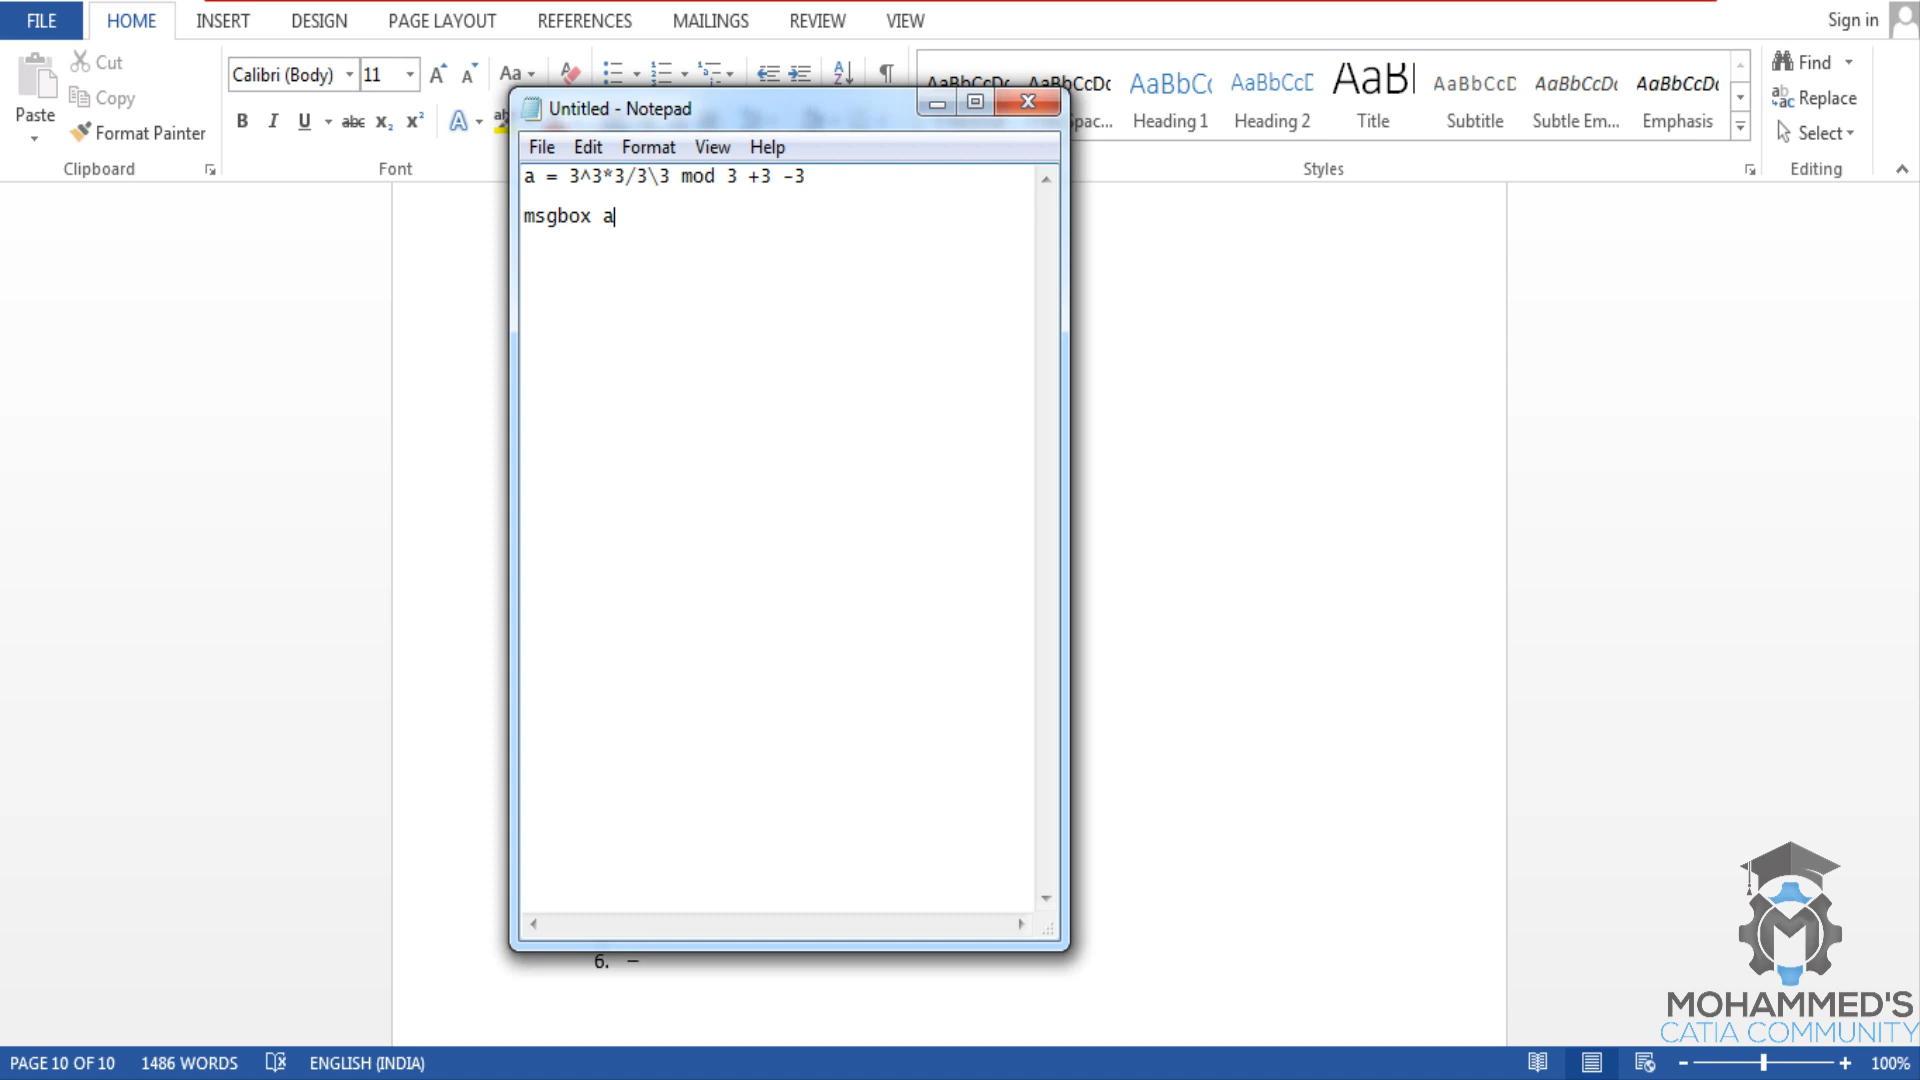 FILE HOME INSERT DESIGN PAGE LAYOUT REFERENCES MAILINGS REVIEW VIEW Sign in
Cut
Copy
Format Painter
Paste
Clipboard
Calibri (Body) 11
Aa
B I U abc x₂ x² A
Font
AaBbCcDc AaBbCcDc AaBbCc AaBbCcD AaB AaBbCcD AaBbCcDc AaBbCcDc
Heading 1 Heading 2 Title Subtitle Subtle Em... Emphasis
Styles
Find
Replace
Select
Editing
Untitled - Notepad
File Edit Format View Help
a = 3^3*3/3\3 mod 3 +3 -3
msgbox a
6. –
MOHAMMED'S
CATIA COMMUNITY
PAGE 10 OF 10 1486 WORDS ENGLISH (INDIA) 100%